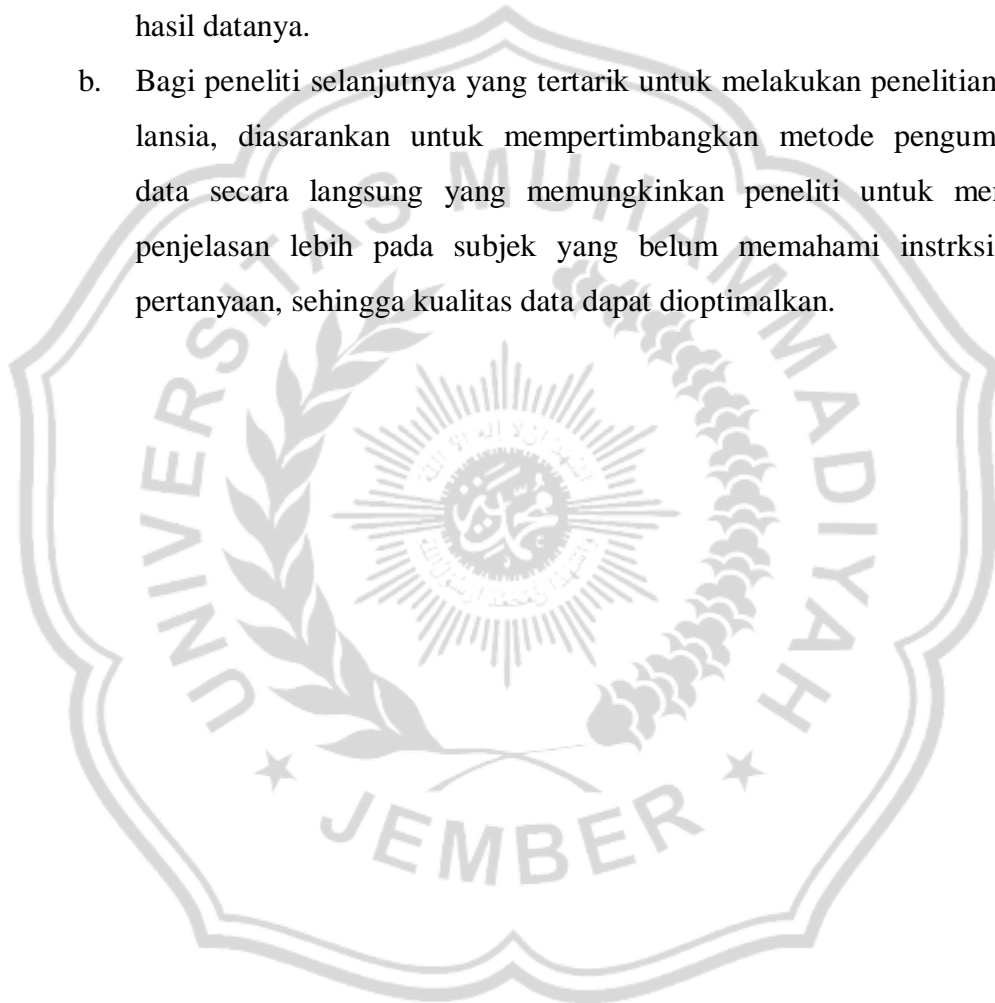 hasil datanya.
b. Bagi peneliti selanjutnya yang tertarik untuk melakukan penelitian
lansia, diasarankan untuk mempertimbangkan metode
data secara langsung yang memungkinkan peneliti untuk
penjelasan lebih pada subjek yang belum memahami instrksi
pertanyaan, sehingga kualitas data dapat dioptimalkan.
UNIVERSITAS MUHAMMADIYAH
JEMBER